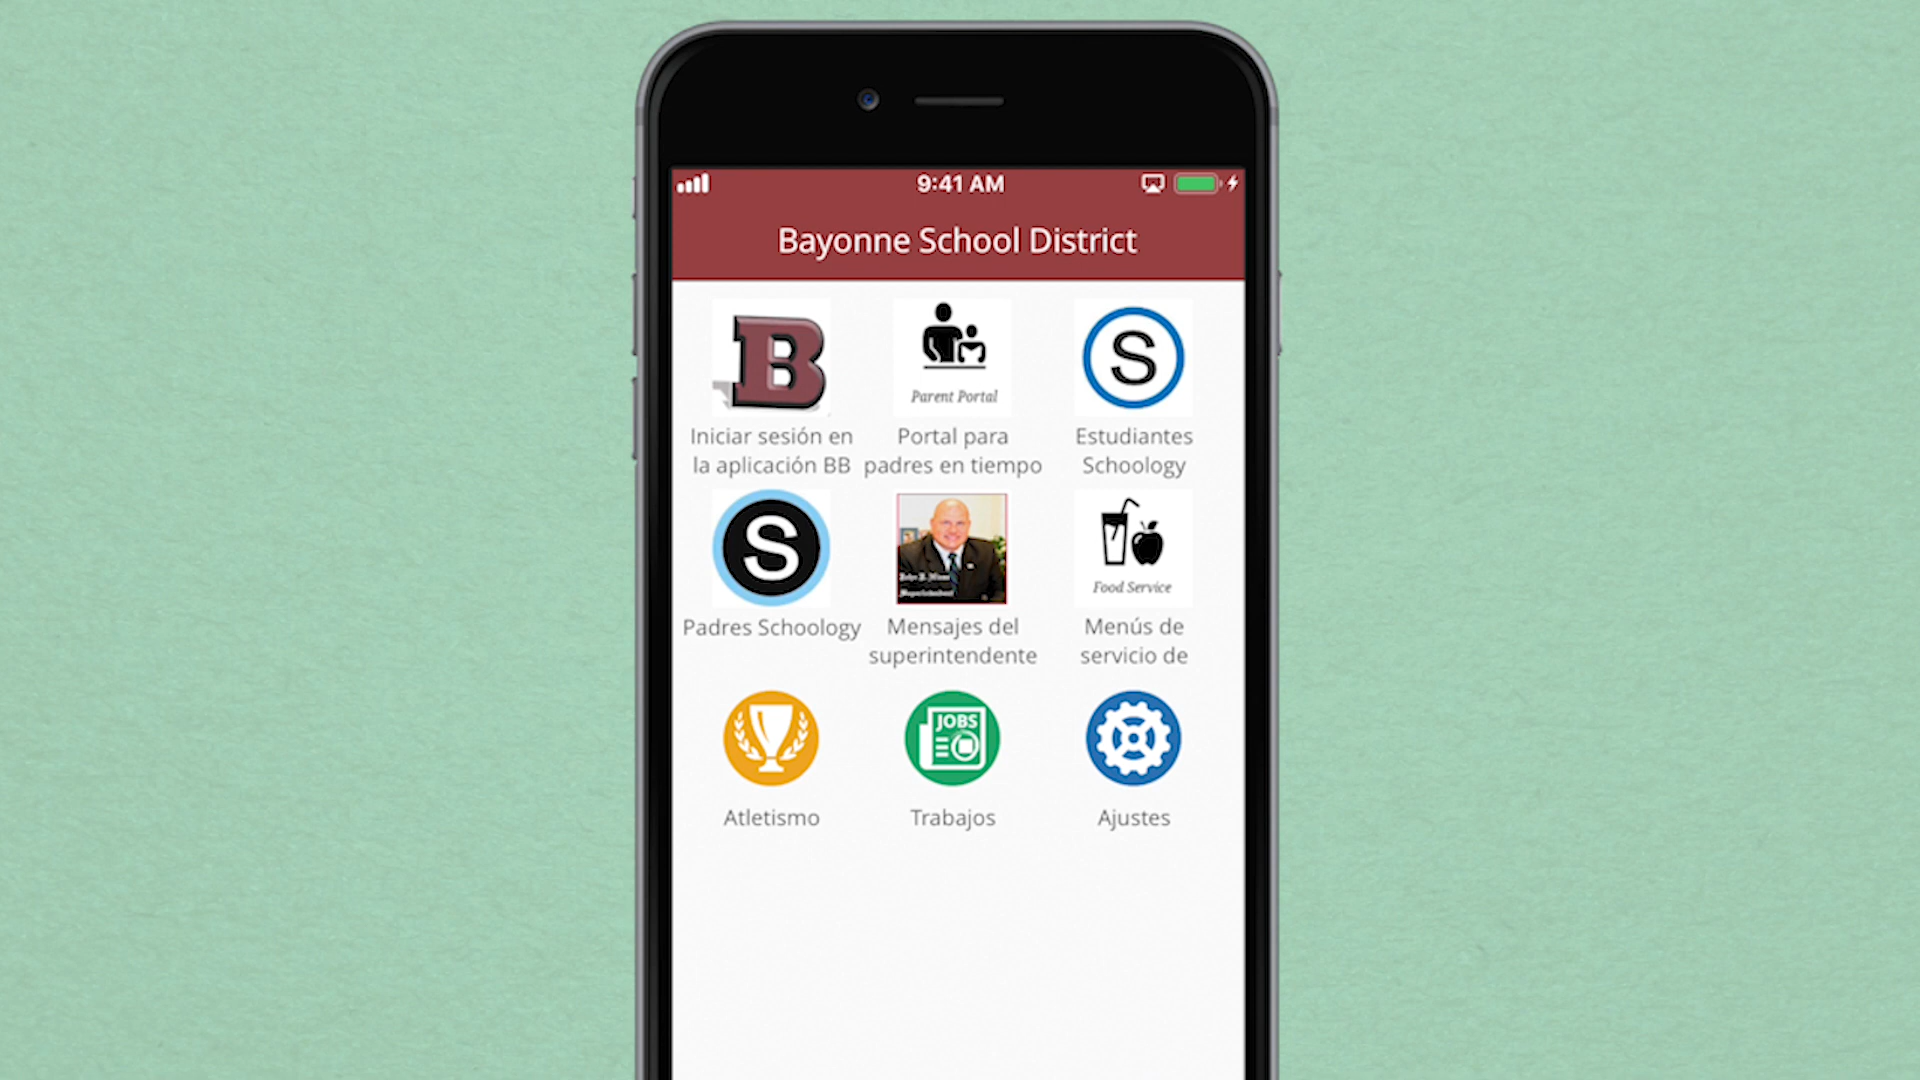 9:41 AM
Bayonne School District
B
Parent Portal
S
Iniciar sesión en
la aplicación BB
Portal para
padres en tiempo
Estudiantes
Schoology
S
Food Service
Padres Schoology
Mensajes del
superintendente
Menús de
servicio de
JOBS
Atletismo
Trabajos
Ajustes